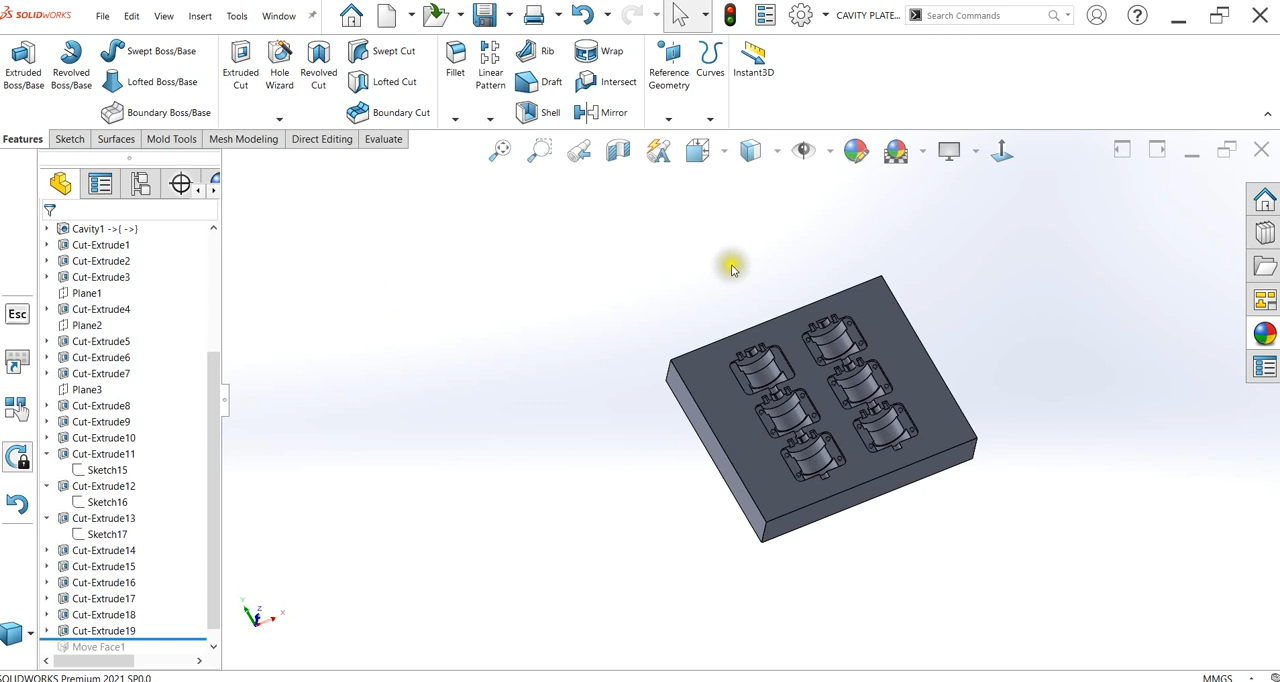 SOLIDWORKS File Edit View Insert Tools Window CAVITY PLATE... Search Commands
Extruded Boss/Base
Revolved Boss/Base
Swept Boss/Base
Lofted Boss/Base
Boundary Boss/Base
Extruded Cut
Hole Wizard
Revolved Cut
Swept Cut
Lofted Cut
Boundary Cut
Fillet
Linear Pattern
Rib
Draft
Shell
Wrap
Intersect
Mirror
Reference Geometry
Curves
Instant3D
Features Sketch Surfaces Mold Tools Mesh Modeling Direct Editing Evaluate
Cavity1 ->{ ->}
Cut-Extrude1
Cut-Extrude2
Cut-Extrude3
Plane1
Cut-Extrude4
Plane2
Cut-Extrude5
Cut-Extrude6
Cut-Extrude7
Plane3
Cut-Extrude8
Cut-Extrude9
Cut-Extrude10
Cut-Extrude11
Sketch15
Cut-Extrude12
Sketch16
Cut-Extrude13
Sketch17
Cut-Extrude14
Cut-Extrude15
Cut-Extrude16
Cut-Extrude17
Cut-Extrude18
Cut-Extrude19
Move Face1
Esc
Y
Z
X
SOLIDWORKS Premium 2021 SP0.0
MMGS